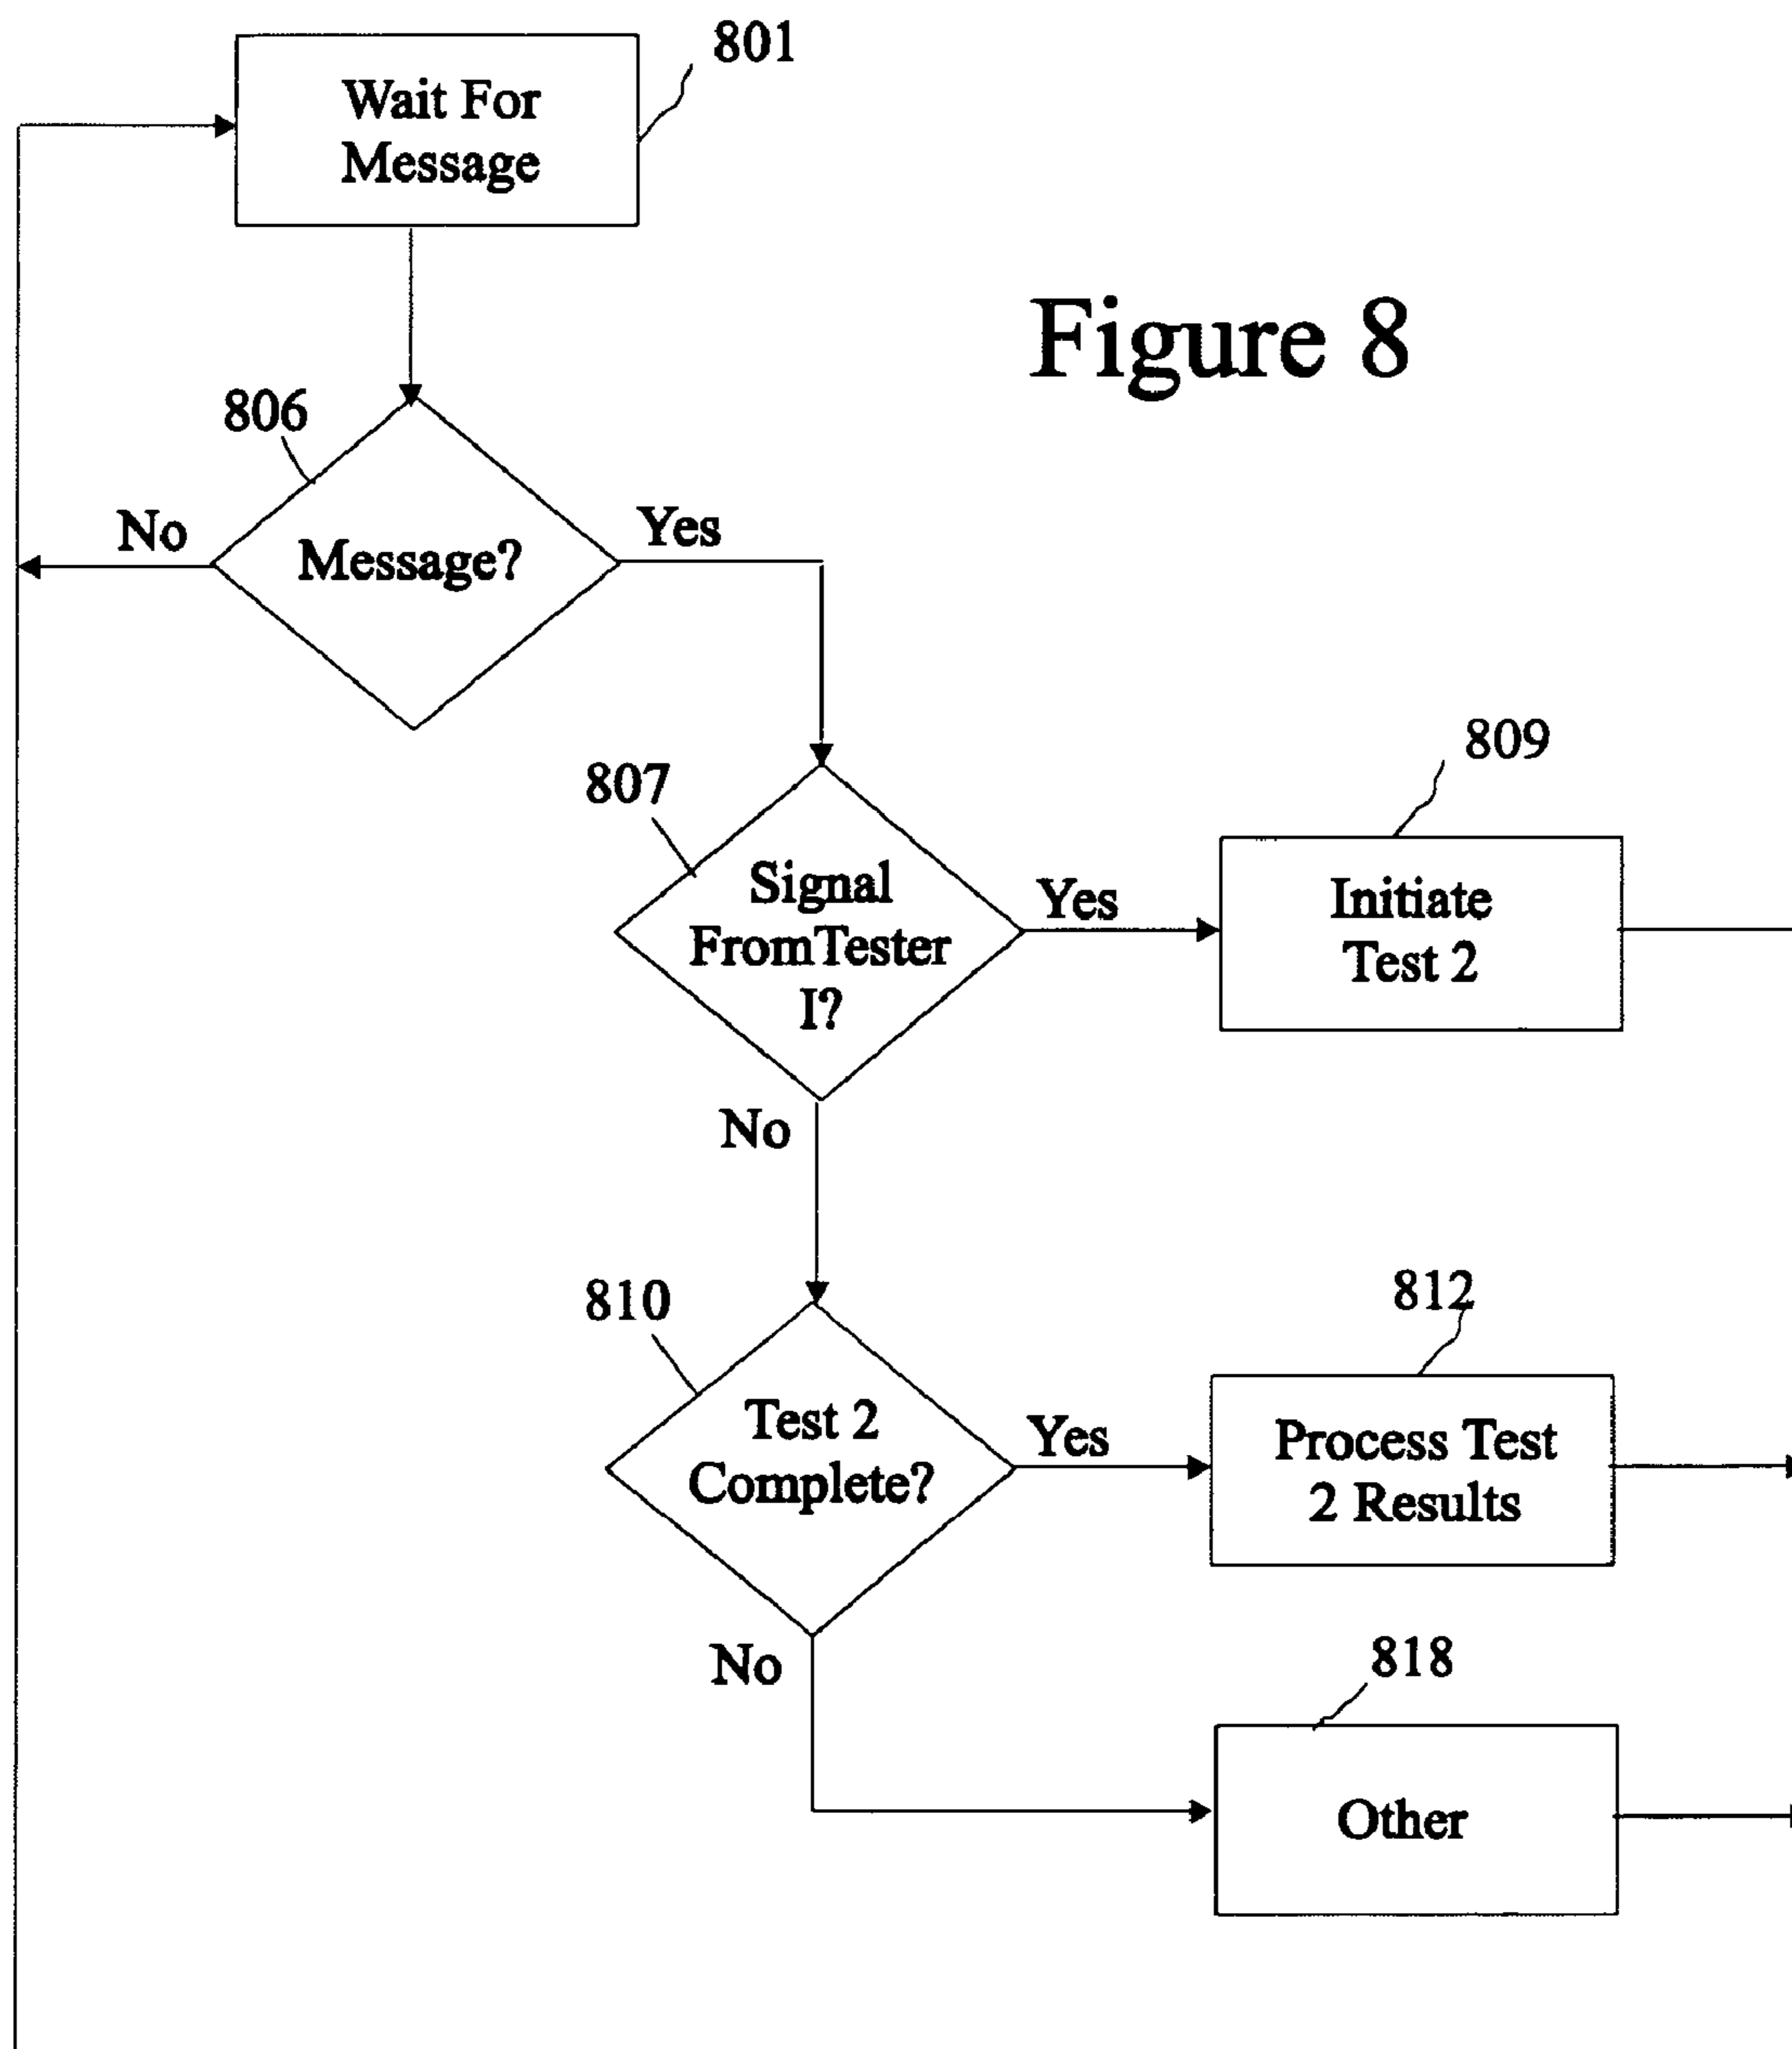 801
Wait For
Message
Figure 8
806
No
Message?
Yes
807
809
Signal
FromTester
I?
Yes
Initiate
Test 2
No
810
812
Test 2
Complete?
Yes
Process Test
2 Results
No
818
Other